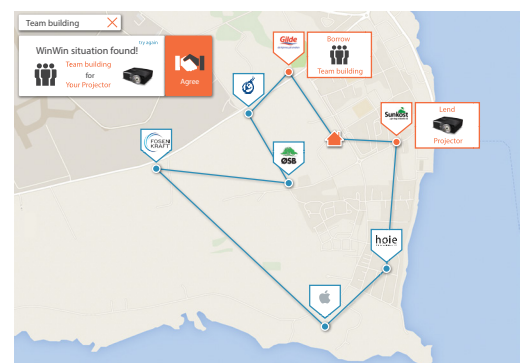 Team building
try again
WinWin situation found!
Team building
for
Your Projector
Agree
Gilde
Borrow
Team building
Sunkost
Lend
Projector
FOSEN
KRAFT
ØSB
hoie